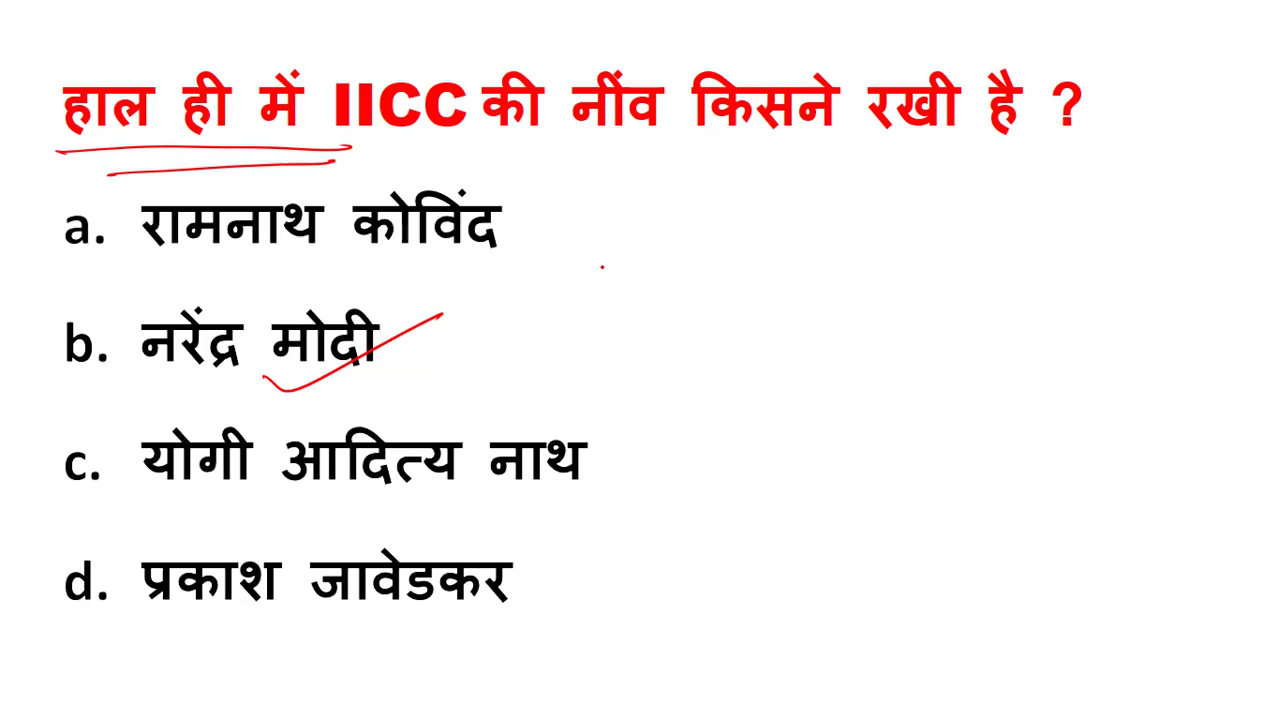 हाल ही में IICC की नींव किसने रखी है ?
a. रामनाथ कोविंद
b. नरेंद्र मोदी
c. योगी आदित्य नाथ
d. प्रकाश जावेडकर